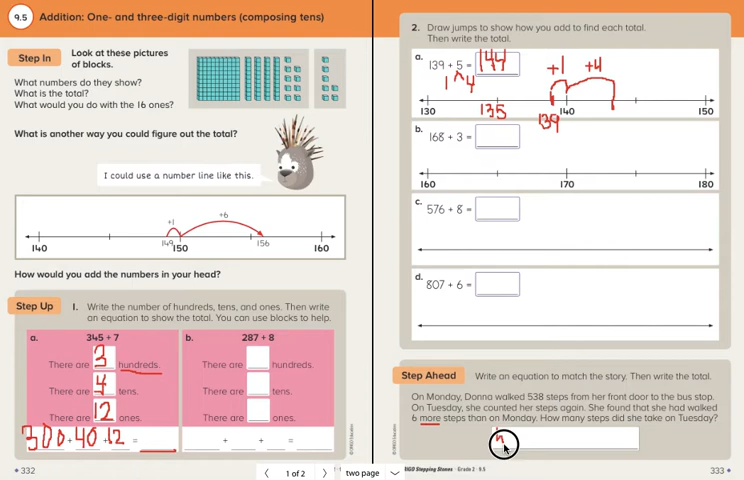 9.5 Addition: One- and three-digit numbers (composing tens)
Step In Look at these pictures
of blocks.
What numbers do they show?
What is the total?
What would you do with the 16 ones?
What is another way you could figure out the total?
I could use a number line like this.
+1 +6
140 149 150 156 160
How would you add the numbers in your head?
Step Up 1. Write the number of hundreds, tens, and ones. Then write
an equation to show the total. You can use blocks to help.
a. 345 + 7
There are 3 hundreds.
There are 4 tens.
There are 12 ones.
300 + 40 + 12 =
b. 287 + 8
There are hundreds.
There are tens.
There are ones.
+ + =
332
2. Draw jumps to show how you add to find each total.
Then write the total.
a. 139 + 5 = 144
1 4
+1 +4
130 135 139 140 150
b. 168 + 3 =
160 170 180
c. 576 + 8 =
d. 807 + 6 =
Step Ahead Write an equation to match the story. Then write the total.
On Monday, Donna walked 538 steps from her front door to the bus stop.
On Tuesday, she counted her steps again. She found that she had walked
6 more steps than on Monday. How many steps did she take on Tuesday?
1 of 2 two page
ORIGO Stepping Stones • Grade 2 • 9.5
333